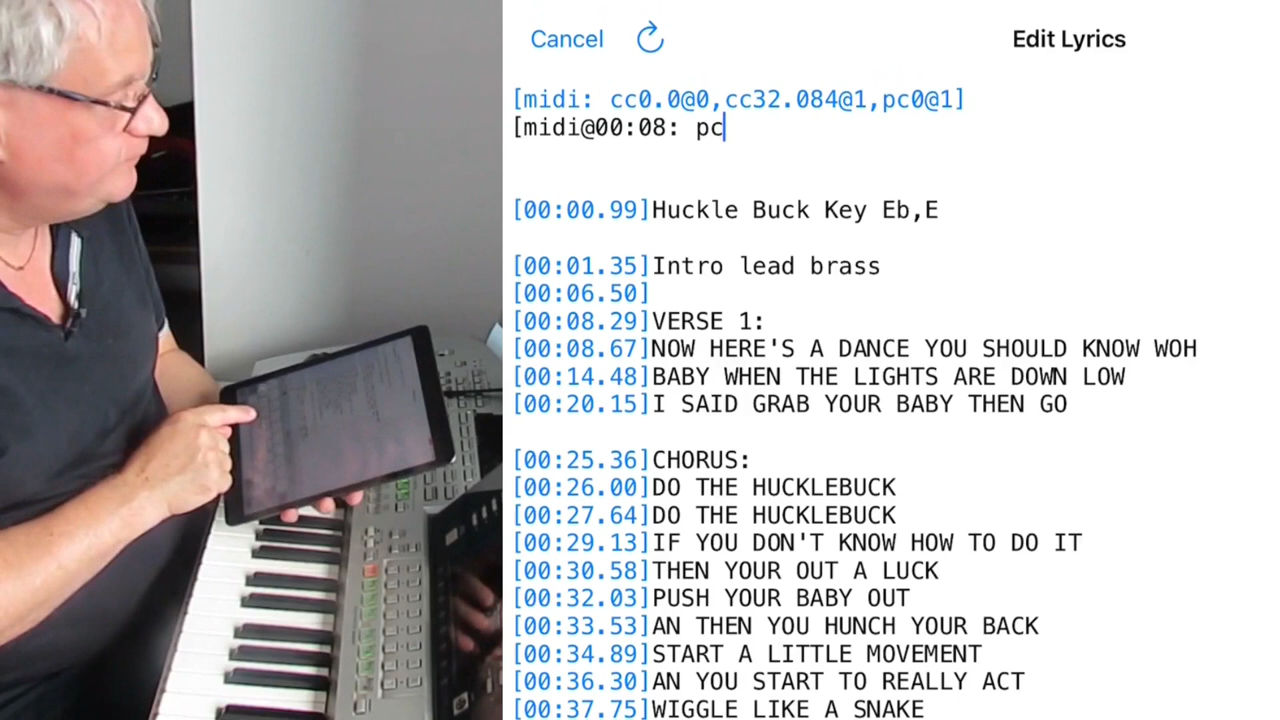 Cancel
Edit Lyrics
[midi: cc0.0@0,cc32.084@1,pc0@1]
[midi@00:08: pc
[00:00.99]Huckle Buck Key Eb,E
[00:01.35]Intro lead brass
[00:06.50]
[00:08.29]VERSE 1:
[00:08.67]NOW HERE'S A DANCE YOU SHOULD KNOW WOH
[00:14.48]BABY WHEN THE LIGHTS ARE DOWN LOW
[00:20.15]I SAID GRAB YOUR BABY THEN GO
[00:25.36]CHORUS:
[00:26.00]DO THE HUCKLEBUCK
[00:27.64]DO THE HUCKLEBUCK
[00:29.13]IF YOU DON'T KNOW HOW TO DO IT
[00:30.58]THEN YOUR OUT A LUCK
[00:32.03]PUSH YOUR BABY OUT
[00:33.53]AN THEN YOU HUNCH YOUR BACK
[00:34.89]START A LITTLE MOVEMENT
[00:36.30]AN YOU START TO REALLY ACT
[00:37.75]WIGGLE LIKE A SNAKE